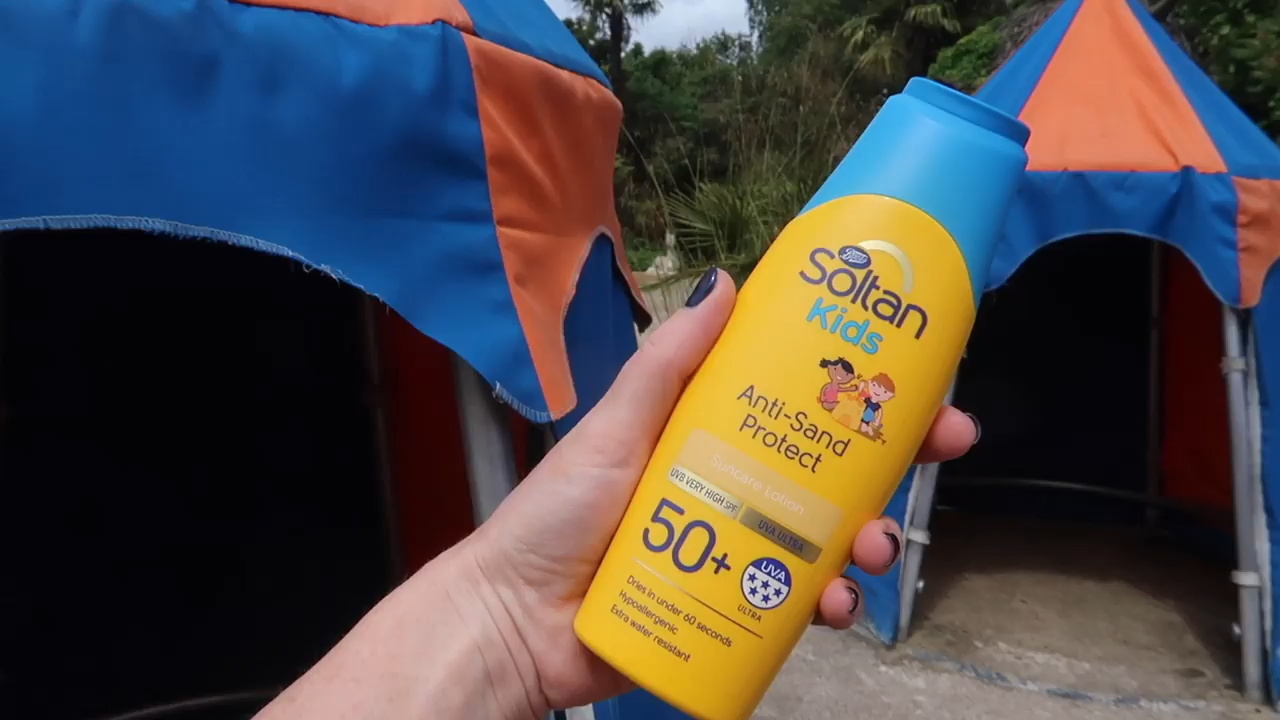 Boots
Soltan
Kids
Anti-Sand
Protect
Suncare Lotion
UVB VERY HIGH SPF
UVA ULTRA
50+
UVA
ULTRA
Dries in under 60 seconds
Hypoallergenic
Extra water resistant